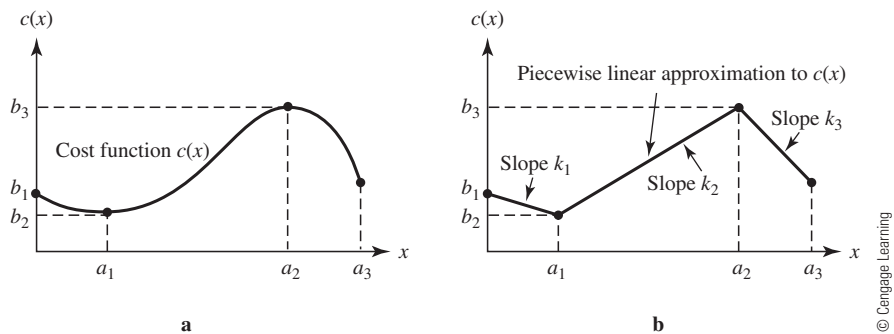 c(x)
b3
Cost function c(x)
b1
b2
a1
a2
a3
x
a
c(x)
Piecewise linear approximation to c(x)
b3
Slope k3
Slope k1
Slope k2
b1
b2
a1
a2
a3
x
b
© Cengage Learning